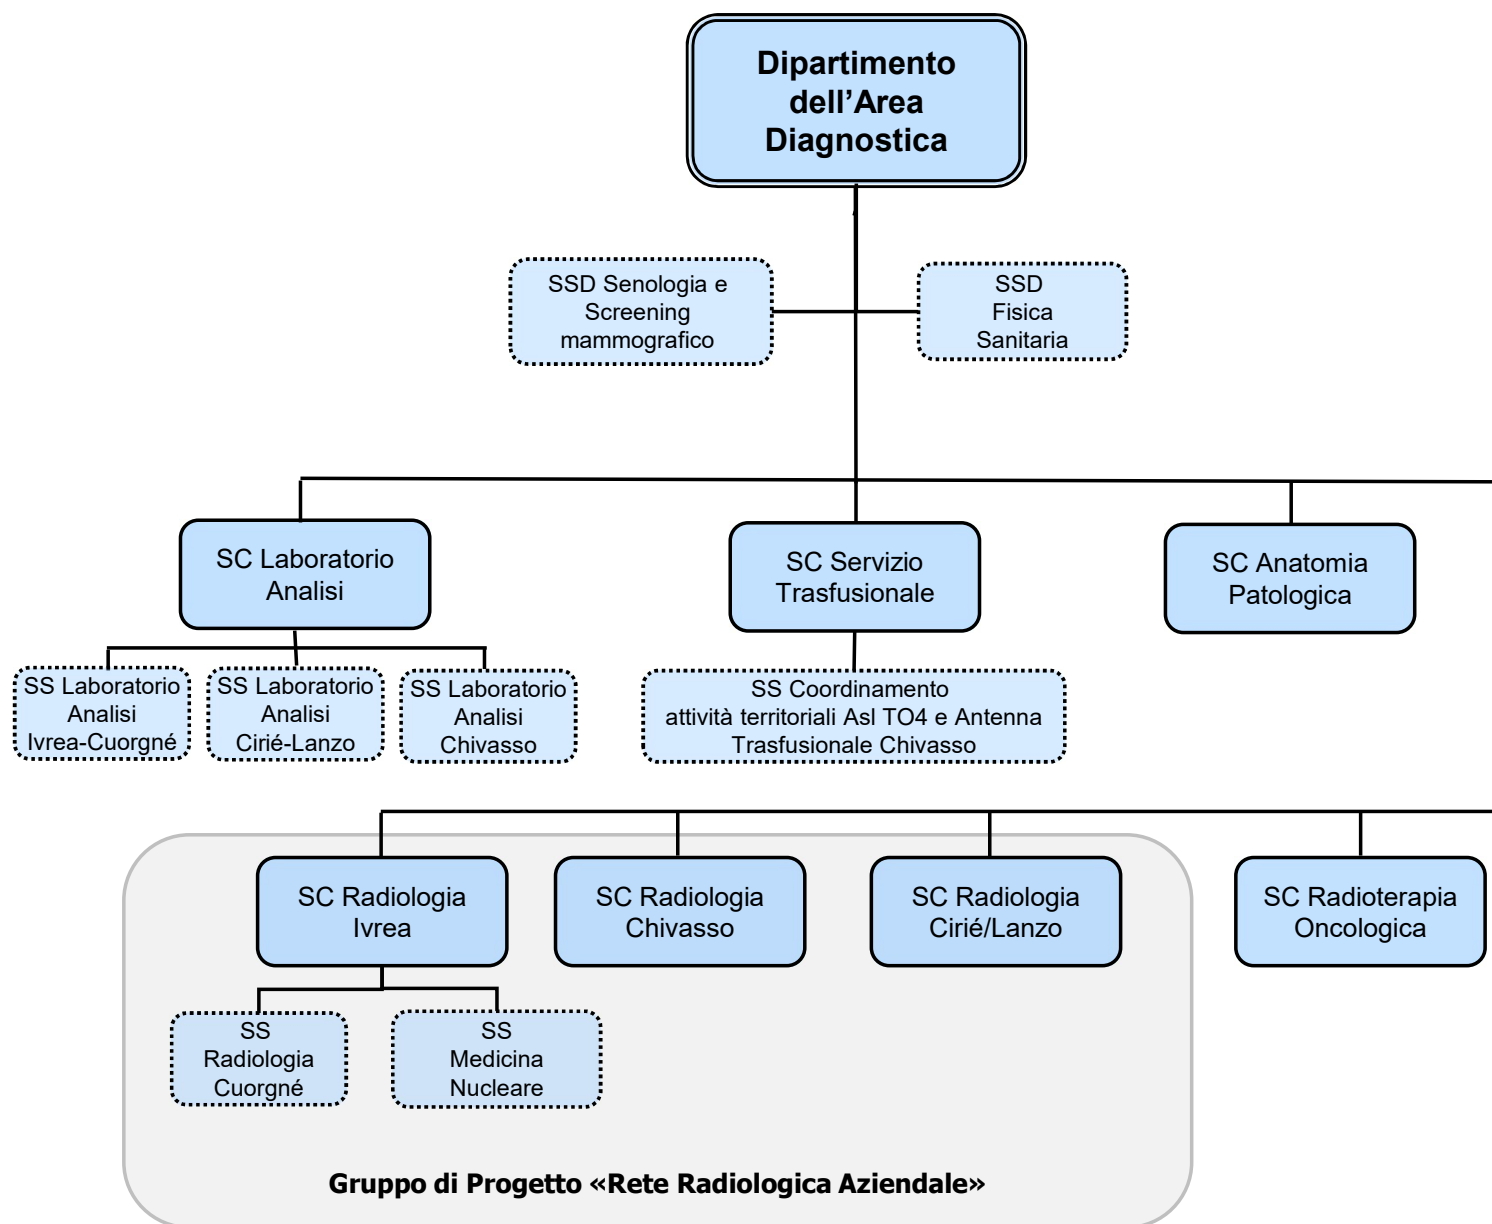 Dipartimento
dell’Area
Diagnostica
SSD Senologia e
Screening
mammografico
SSD
Fisica
Sanitaria
SC Laboratorio
Analisi
SC Servizio
Trasfusionale
SC Anatomia
Patologica
SS Laboratorio
Analisi
Ivrea-Cuorgné
SS Laboratorio
Analisi
Cirié-Lanzo
SS Laboratorio
Analisi
Chivasso
SS Coordinamento
attività territoriali Asl TO4 e Antenna
Trasfusionale Chivasso
SC Radiologia
Ivrea
SC Radiologia
Chivasso
SC Radiologia
Cirié/Lanzo
SC Radioterapia
Oncologica
SS
Radiologia
Cuorgné
SS
Medicina
Nucleare
Gruppo di Progetto «Rete Radiologica Aziendale»